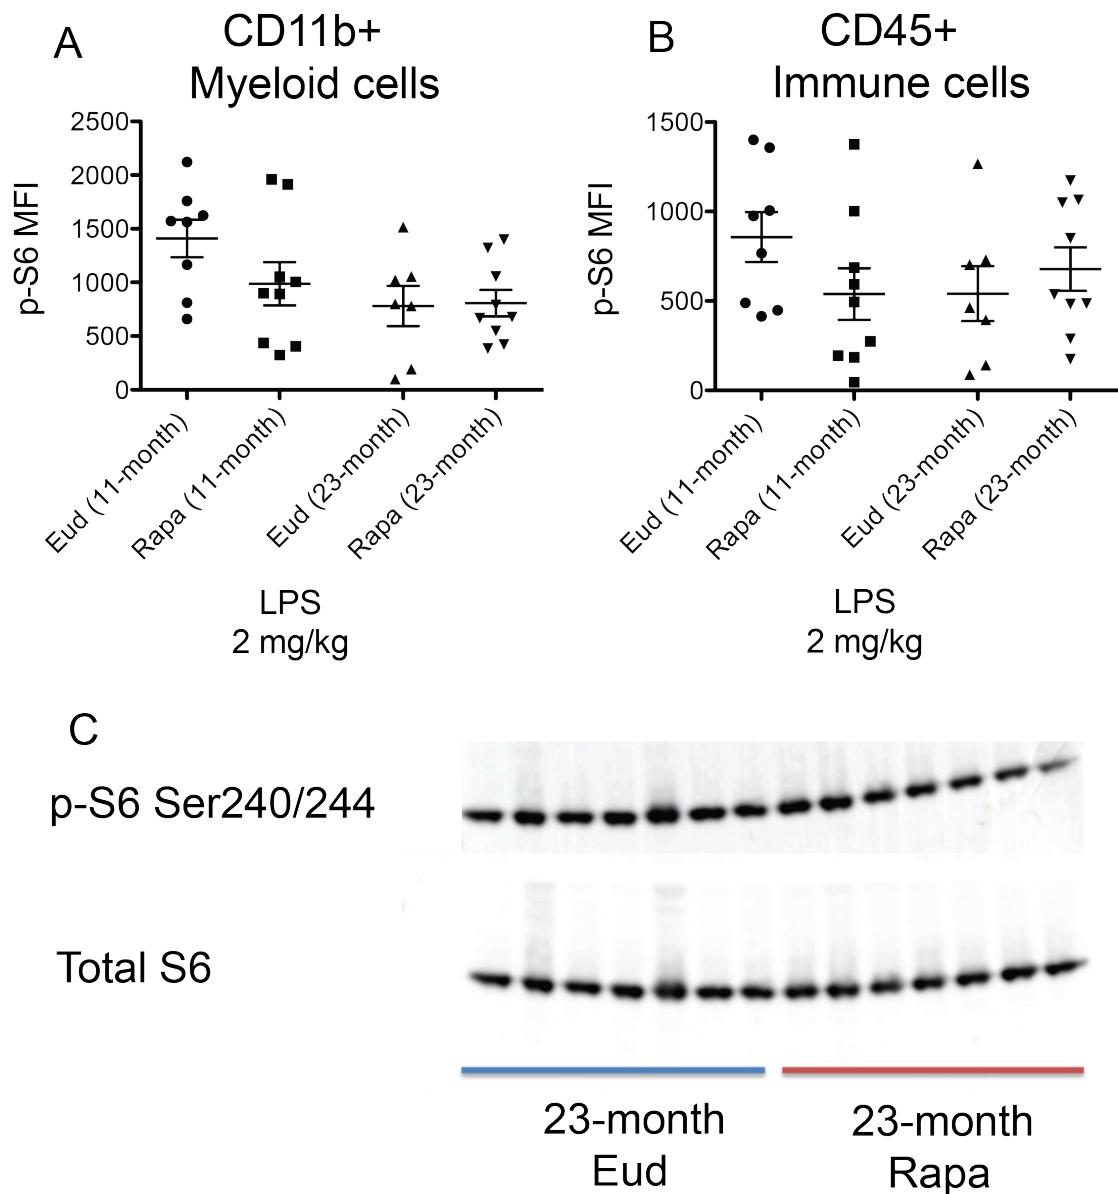 A
CD11b+
Myeloid cells
p-S6 MFI
2500
2000
1500
1000
500
0
Eud (11-month)
Rapa (11-month)
Eud (23-month)
Rapa (23-month)
LPS
2 mg/kg
B
CD45+
Immune cells
p-S6 MFI
1500
1000
500
0
Eud (11-month)
Rapa (11-month)
Eud (23-month)
Rapa (23-month)
LPS
2 mg/kg
C
p-S6 Ser240/244
Total S6
23-month
Eud
23-month
Rapa